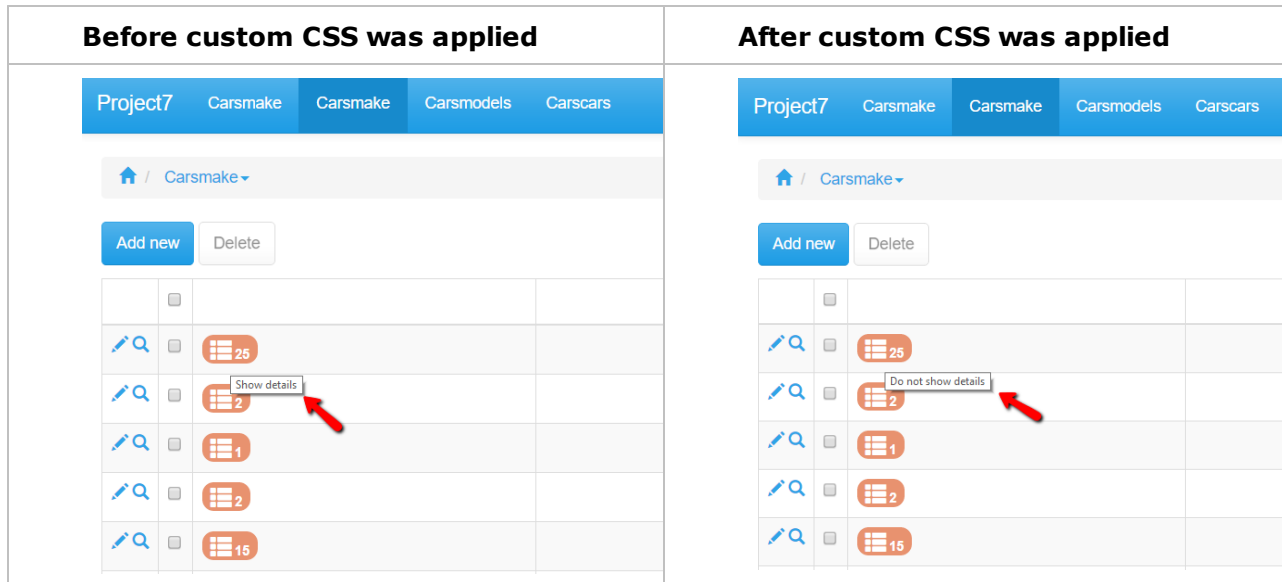 Before custom CSS was applied
After custom CSS was applied
Project7 Carsmake Carsmake Carsmodels Carscars
/ Carsmake
Add new Delete
25
Show details
2
1
2
15
Project7 Carsmake Carsmake Carsmodels Carscars
/ Carsmake
Add new Delete
25
Do not show details
2
1
2
15